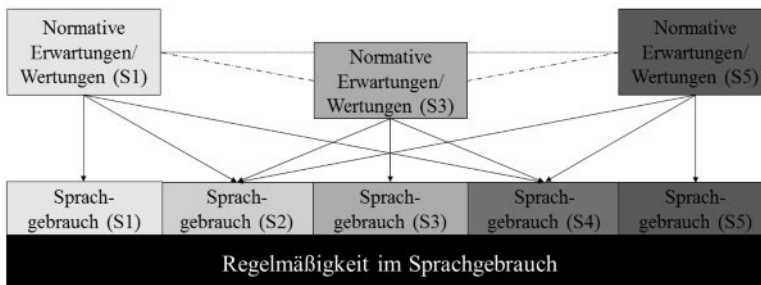 Normative
Erwartungen/
Wertungen (S1)
Normative
Erwartungen/
Wertungen (S3)
Normative
Erwartungen/
Wertungen (S5)
Sprach-
gebrauch (S1)
Sprach-
gebrauch (S2)
Sprach-
gebrauch (S3)
Sprach-
gebrauch (S4)
Sprach-
gebrauch (S5)
Regelmäßigkeit im Sprachgebrauch